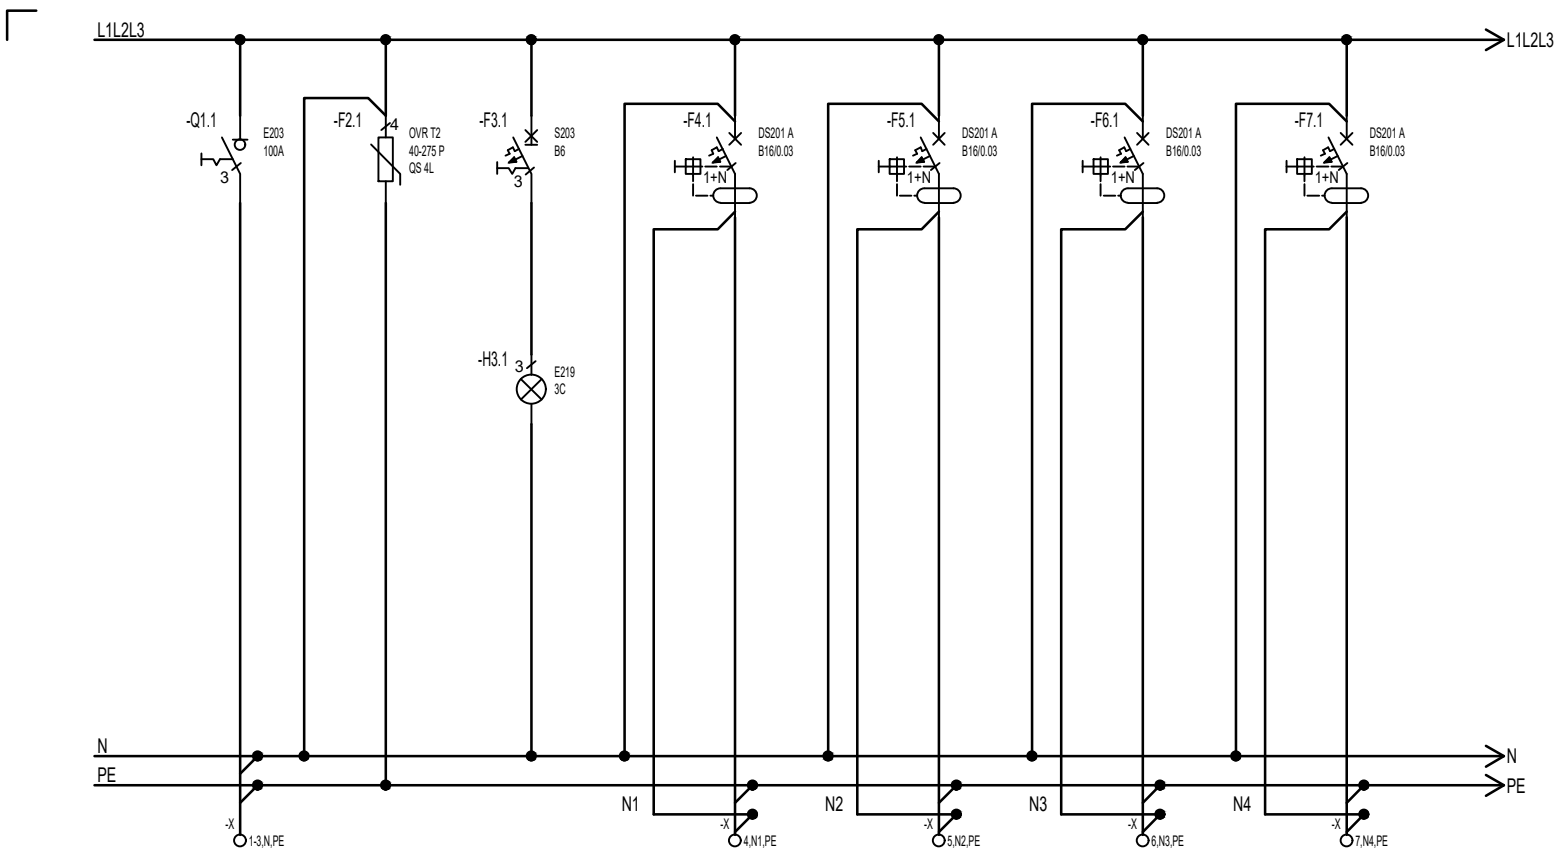 L1L2L3
L1L2L3
-Q1.1
E203
100A
3
-F2.1
4
OVR T2
40-275 P
QS 4L
-F3.1
S203
B6
3
-H3.1
3
E219
3C
-F4.1
DS201 A
B16/0.03
1+N
-F5.1
DS201 A
B16/0.03
1+N
-F6.1
DS201 A
B16/0.03
1+N
-F7.1
DS201 A
B16/0.03
1+N
N
N
PE
PE
N1
N2
N3
N4
-X
1-3,N,PE
-X
4,N1,PE
-X
5,N2,PE
-X
6,N3,PE
-X
7,N4,PE